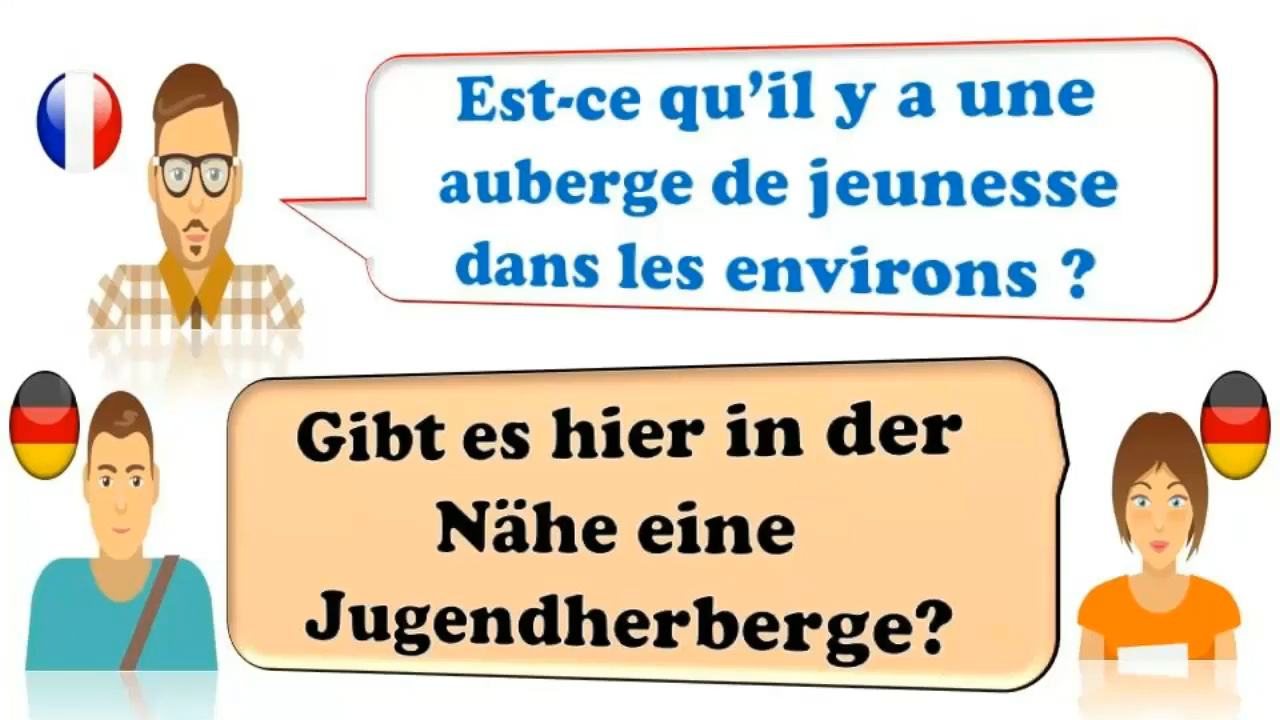 Est-ce qu’il y a une
auberge de jeunesse
dans les environs ?
Gibt es hier in der
Nähe eine
Jugendherberge?